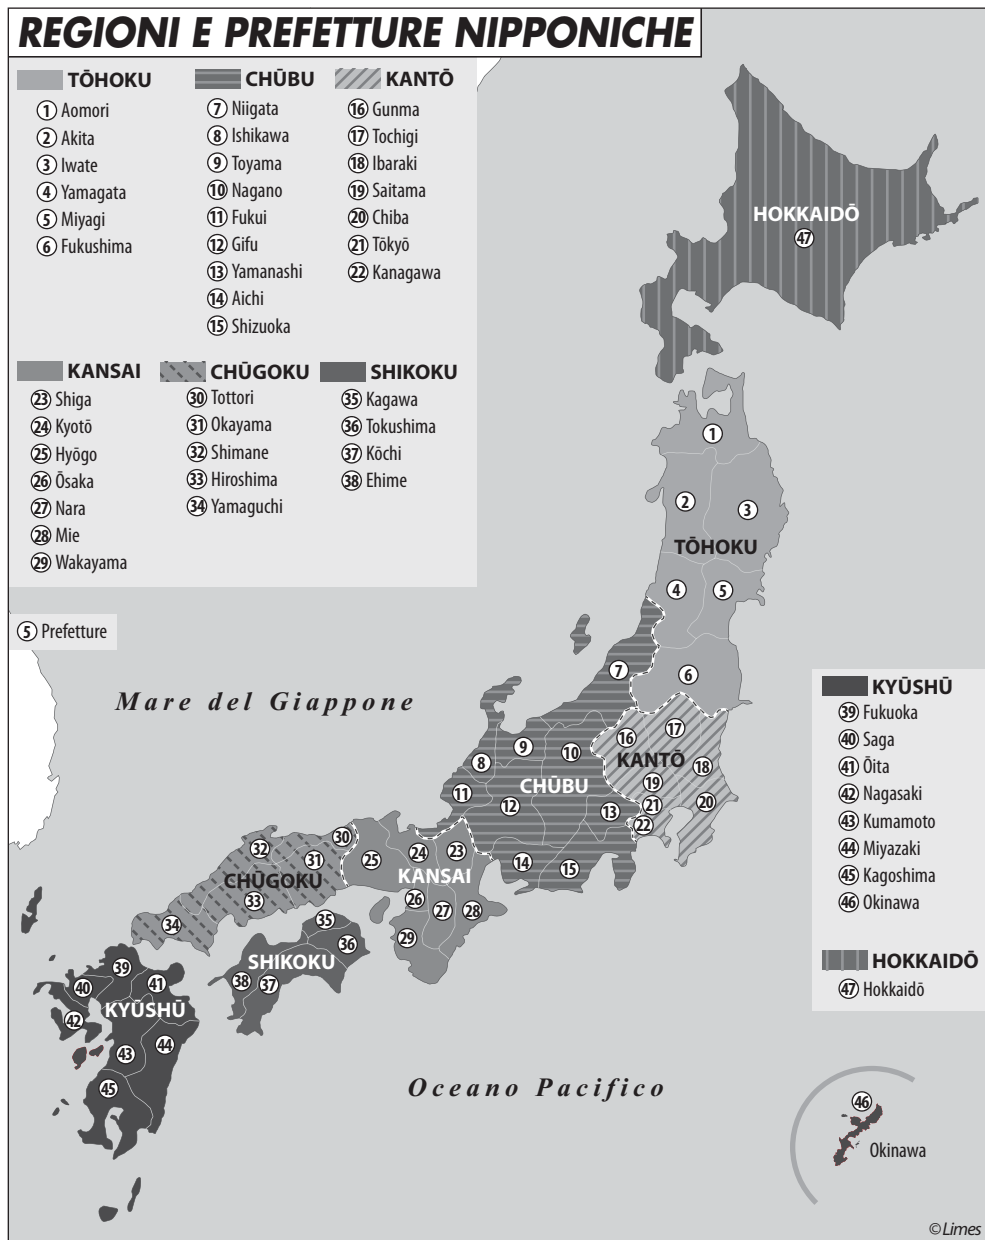 REGIONI E PREFETTURE NIPPONICHE
TŌHOKU
1 Aomori
2 Akita
3 Iwate
4 Yamagata
5 Miyagi
6 Fukushima
CHŪBU
7 Niigata
8 Ishikawa
9 Toyama
10 Nagano
11 Fukui
12 Gifu
13 Yamanashi
14 Aichi
15 Shizuoka
KANTŌ
16 Gunma
17 Tochigi
18 Ibaraki
19 Saitama
20 Chiba
21 Tōkyō
22 Kanagawa
KANSAI
23 Shiga
24 Kyotō
25 Hyōgo
26 Ōsaka
27 Nara
28 Mie
29 Wakayama
CHŪGOKU
30 Tottori
31 Okayama
32 Shimane
33 Hiroshima
34 Yamaguchi
SHIKOKU
35 Kagawa
36 Tokushima
37 Kōchi
38 Ehime
5 Prefetture
KYŪSHŪ
39 Fukuoka
40 Saga
41 Ōita
42 Nagasaki
43 Kumamoto
44 Miyazaki
45 Kagoshima
46 Okinawa
HOKKAIDŌ
47 Hokkaidō
HOKKAIDŌ
47
1
2
3
TŌHOKU
4
5
6
7
Mare del Giappone
8
9
10
11
12
CHŪBU
13
14
15
16
17
KANTŌ
18
19
20
21
22
23
24
25
KANSAI
26
27
28
29
30
31
32
CHŪGOKU
33
34
35
36
SHIKOKU
37
38
39
40
41
KYŪSHŪ
42
43
44
45
Oceano Pacifico
46
Okinawa
© Limes